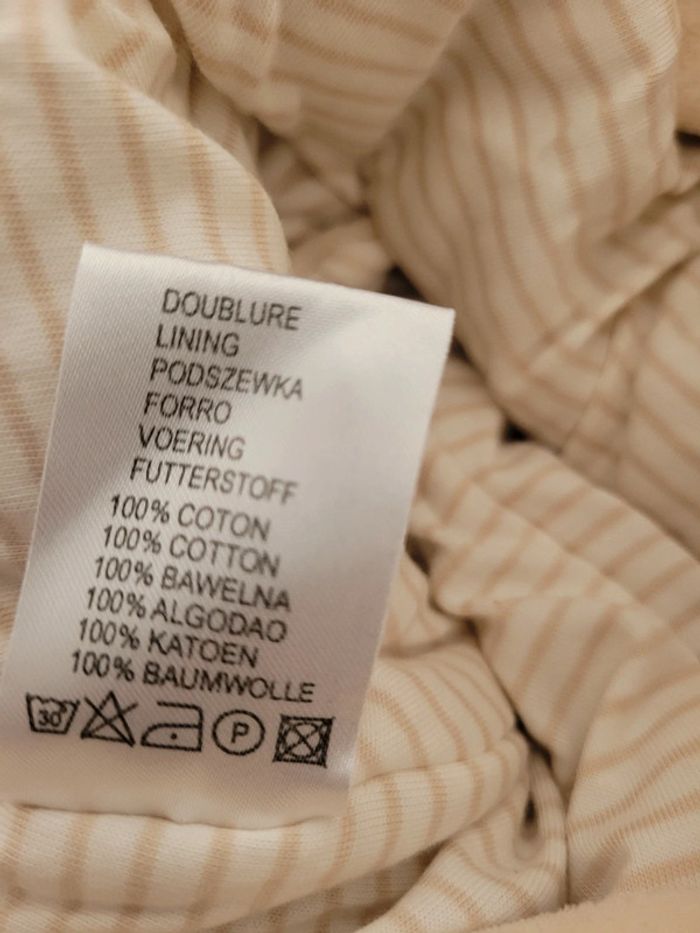 DOUBLURE
LINING
PODSZEWKA
FORRO
VOERING
FUTTERSTOFF
100% COTON
100% COTTON
100% BAWELNA
100% ALGODAO
100% KATOEN
100% BAUMWOLLE
30° P